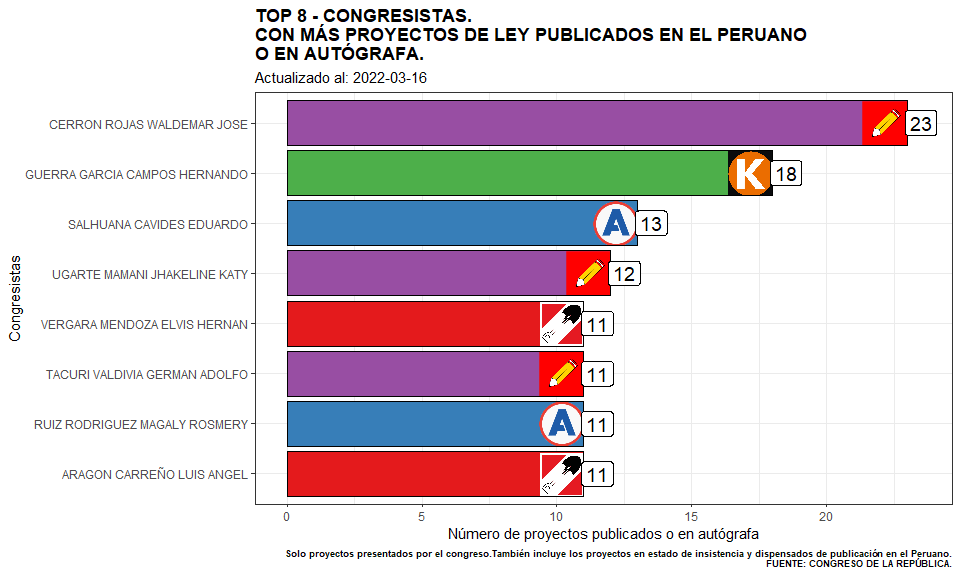 TOP 8 - CONGRESISTAS.
CON MÁS PROYECTOS DE LEY PUBLICADOS EN EL PERUANO
O EN AUTÓGRAFA.
Actualizado al: 2022-03-16
Congresistas
CERRON ROJAS WALDEMAR JOSE
23
GUERRA GARCIA CAMPOS HERNANDO
K
18
SALHUANA CAVIDES EDUARDO
A
13
UGARTE MAMANI JHAKELINE KATY
12
VERGARA MENDOZA ELVIS HERNAN
11
TACURI VALDIVIA GERMAN ADOLFO
11
RUIZ RODRIGUEZ MAGALY ROSMERY
A
11
ARAGON CARREÑO LUIS ANGEL
11
0 5 10 15 20
Número de proyectos publicados o en autógrafa
Solo proyectos presentados por el congreso.También incluye los proyectos en estado de insistencia y dispensados de publicación en el Peruano.
FUENTE: CONGRESO DE LA REPÚBLICA.